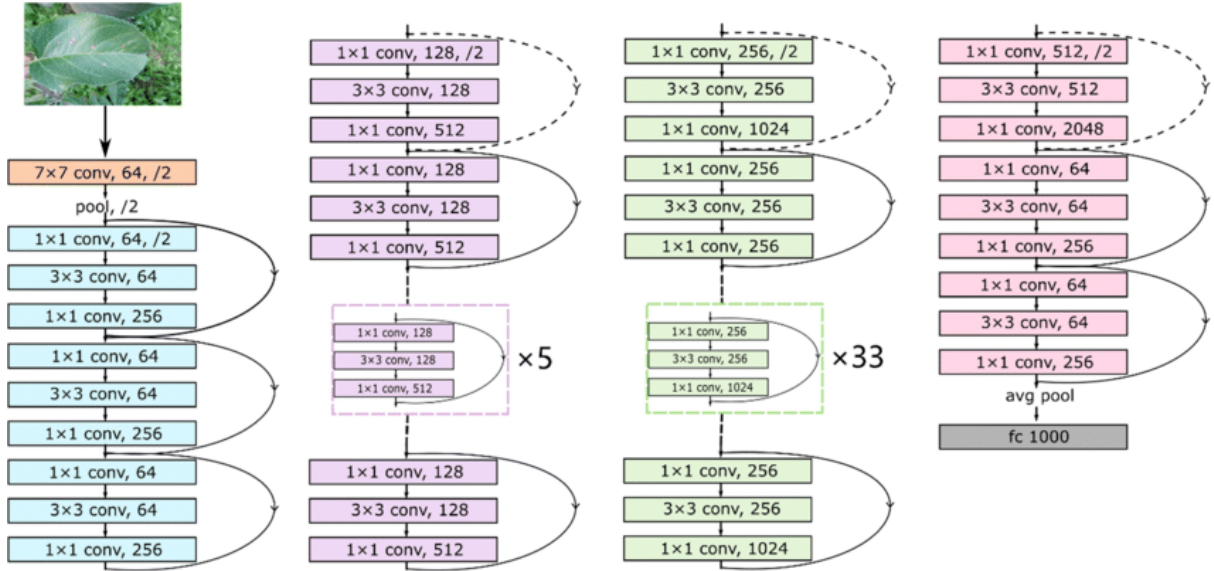 7×7 conv, 64, /2
pool, /2
1×1 conv, 64, /2
3×3 conv, 64
1×1 conv, 256
1×1 conv, 64
3×3 conv, 64
1×1 conv, 256
1×1 conv, 64
3×3 conv, 64
1×1 conv, 256
1×1 conv, 128, /2
3×3 conv, 128
1×1 conv, 512
1×1 conv, 128
3×3 conv, 128
1×1 conv, 512
1×1 conv, 128
3×3 conv, 128
1×1 conv, 512
×5
1×1 conv, 128
3×3 conv, 128
1×1 conv, 512
1×1 conv, 256, /2
3×3 conv, 256
1×1 conv, 1024
1×1 conv, 256
3×3 conv, 256
1×1 conv, 256
1×1 conv, 256
3×3 conv, 256
1×1 conv, 1024
×33
1×1 conv, 256
3×3 conv, 256
1×1 conv, 1024
1×1 conv, 512, /2
3×3 conv, 512
1×1 conv, 2048
1×1 conv, 64
3×3 conv, 64
1×1 conv, 256
1×1 conv, 64
3×3 conv, 64
1×1 conv, 256
avg pool
fc 1000